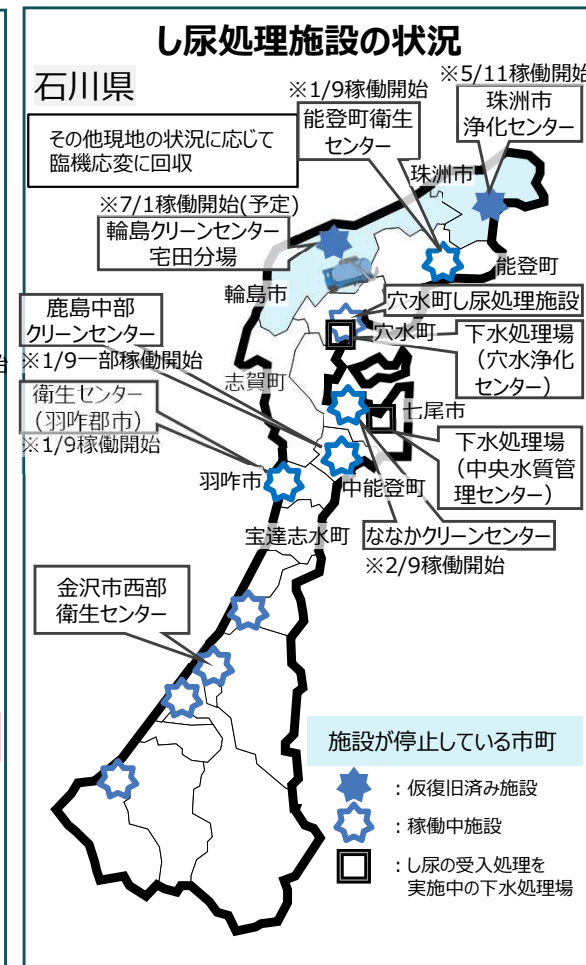 し尿処理施設の状況
石川県
※5/11稼働開始
珠洲市
浄化センター
※1/9稼働開始
能登町衛生
センター
その他現地の状況に応じて
臨機応変に回収
珠洲市
※7/1稼働開始(予定)
輪島クリーンセンター
宅田分場
能登町
輪島市
穴水町し尿処理施設
鹿島中部
クリーンセンター
※1/9一部稼働開始
穴水町
下水処理場
（穴水浄化
センター）
始
志賀町
衛生センター
（羽咋郡市）
※1/9稼働開始
七尾市
下水処理場
（中央水質管
理センター）
羽咋市
中能登町
宝達志水町
ななかクリーンセンター
※2/9稼働開始
金沢市西部
衛生センター
施設が停止している市町
：仮復旧済み施設
：稼働中施設
：し尿の受入処理を
実施中の下水処理場